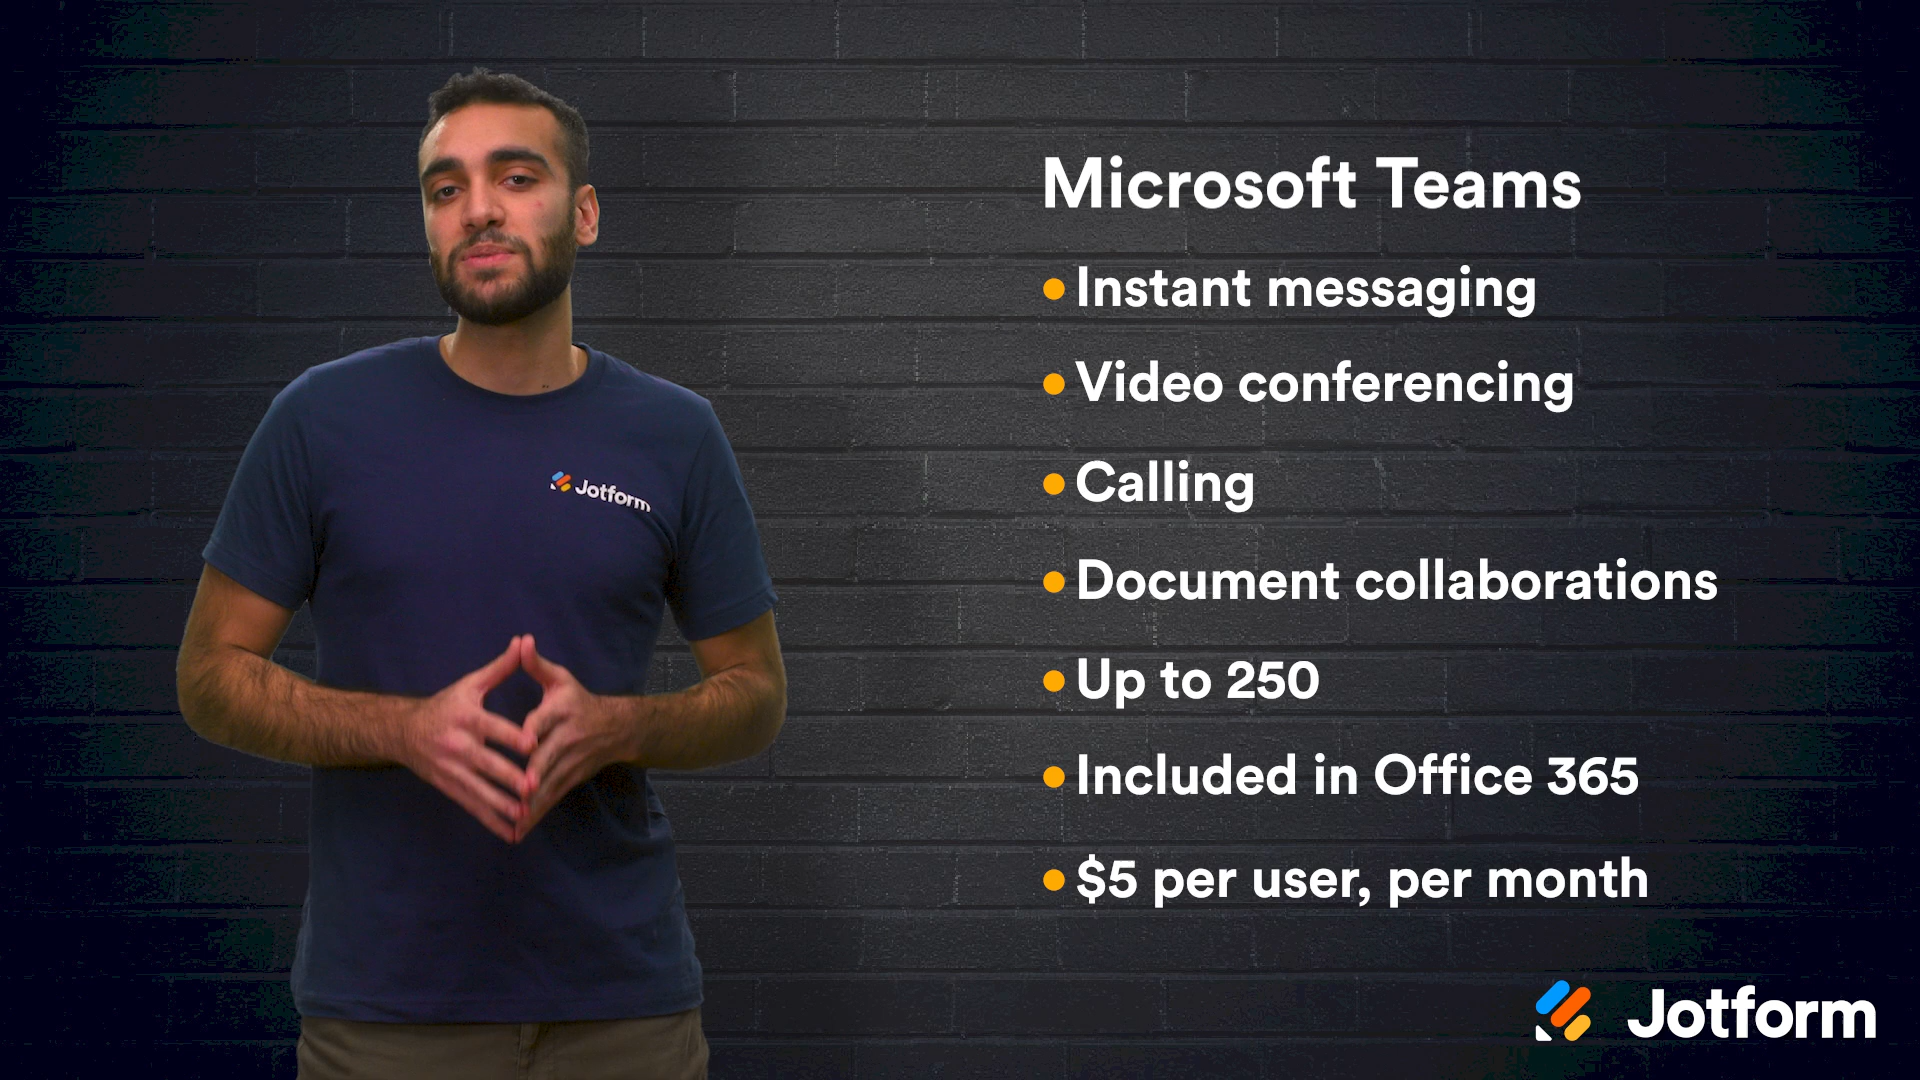 Microsoft Teams
• Instant messaging
• Video conferencing
• Calling
• Document collaborations
• Up to 250
• Included in Office 365
• $5 per user, per month
Jotform
Jotform